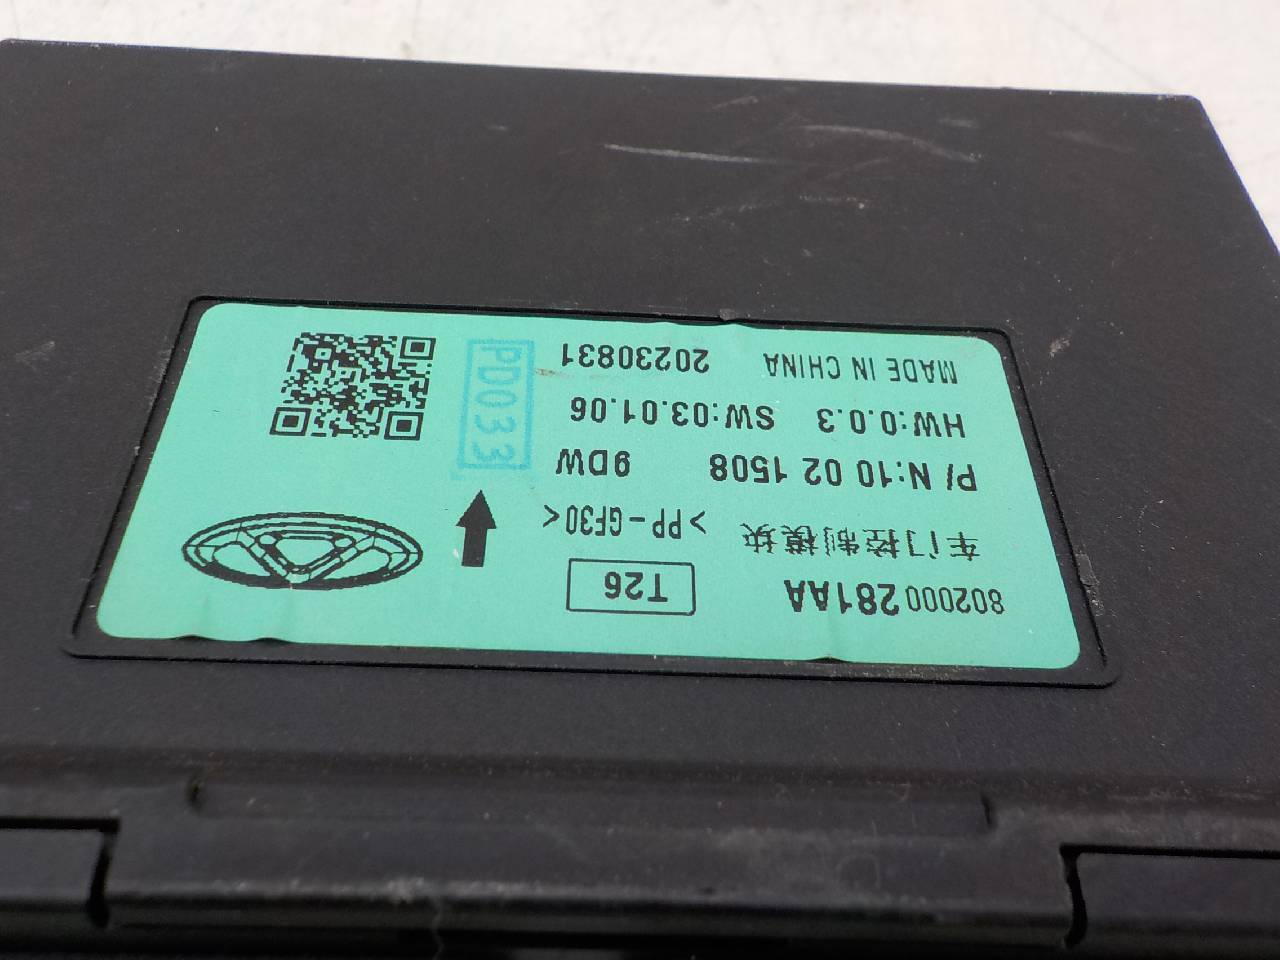 802000281AA
T26
车门控制模块
>PP-GF30<
P/N:10 02 1508 9DW
HW:0.0.3 SW:03.01.06
MADE IN CHINA 20230831
PD033